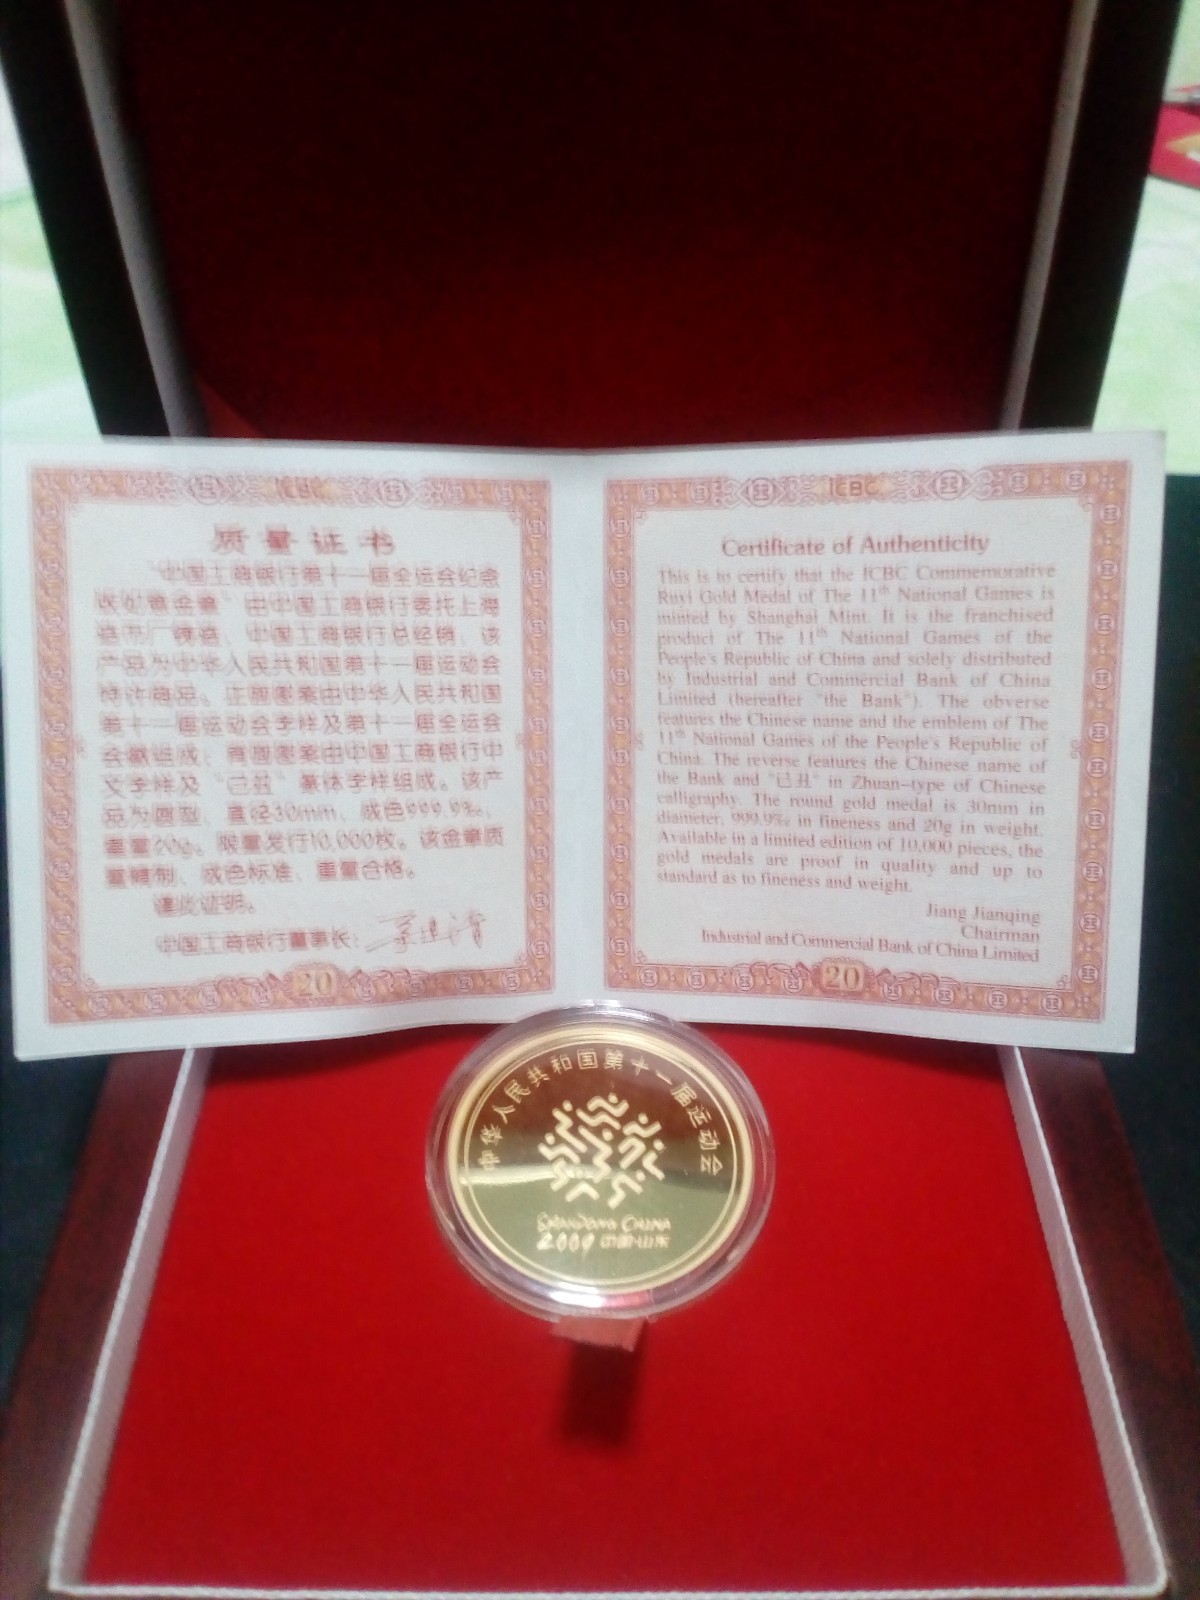 ICBC
质量证书
"中国工商银行第十一届全运会纪念
版如意金章"由中国工商银行委托上海
造币厂铸造,中国工商银行总经销,该
产品为中华人民共和国第十一届运动会
特许商品。正面图案由中华人民共和国
第十一届运动会字样及第十一届全运会
会徽组成;背面图案由中国工商银行中
文字样及"己丑"篆体字样组成。该产
品为圆型,直径30mm,成色999.9‰,
重量20g。限量发行10,000枚。该金章质
量精制、成色标准、重量合格。
谨此证明。
中国工商银行董事长:姜建清
20
ICBC
Certificate of Authenticity
This is to certify that the ICBC Commemorative
Ruyi Gold Medal of The 11th National Games is
minted by Shanghai Mint. It is the franchised
product of The 11th National Games of the
People's Republic of China and solely distributed
by Industrial and Commercial Bank of China
Limited (hereafter "the Bank"). The obverse
features the Chinese name and the emblem of The
11th National Games of the People's Republic of
China. The reverse features the Chinese name of
the Bank and "己丑" in Zhuan-type of Chinese
calligraphy. The round gold medal is 30mm in
diameter, 999.9‰ in fineness and 20g in weight.
Available in a limited edition of 10,000 pieces, the
gold medals are proof in quality and up to
standard as to fineness and weight.
Jiang Jianqing
Chairman
Industrial and Commercial Bank of China Limited
20
中华人民共和国第十一届运动会
SHANDONG CHINA
2009 中国·山东